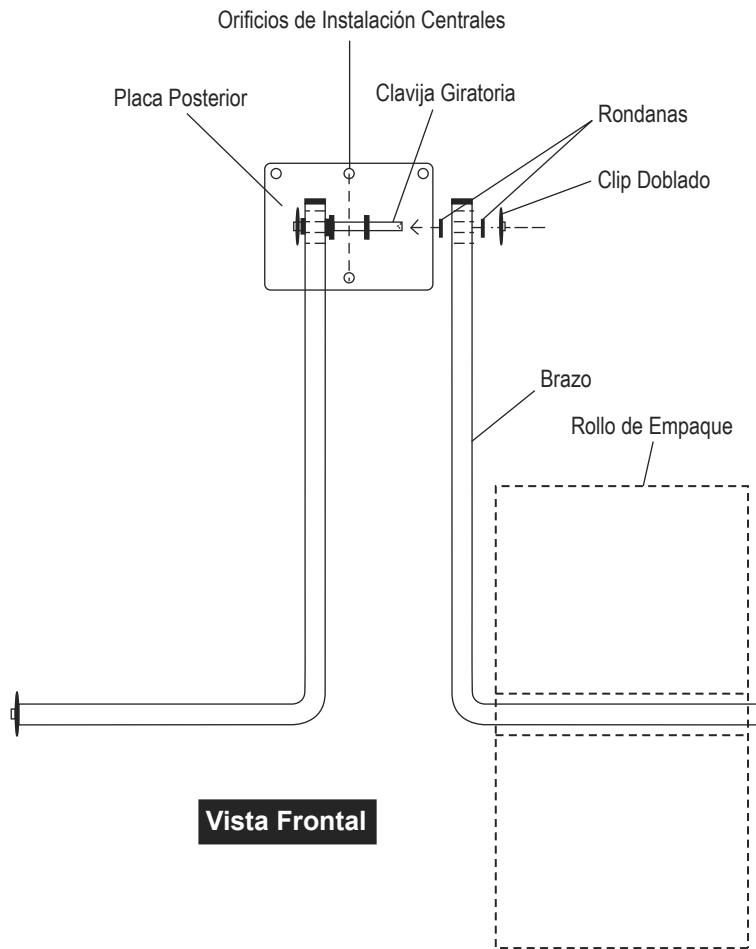 Orificios de Instalación Centrales
Placa Posterior
Clavija Giratoria
Rondanas
Clip Doblado
Brazo
Rollo de Empaque
Vista Frontal